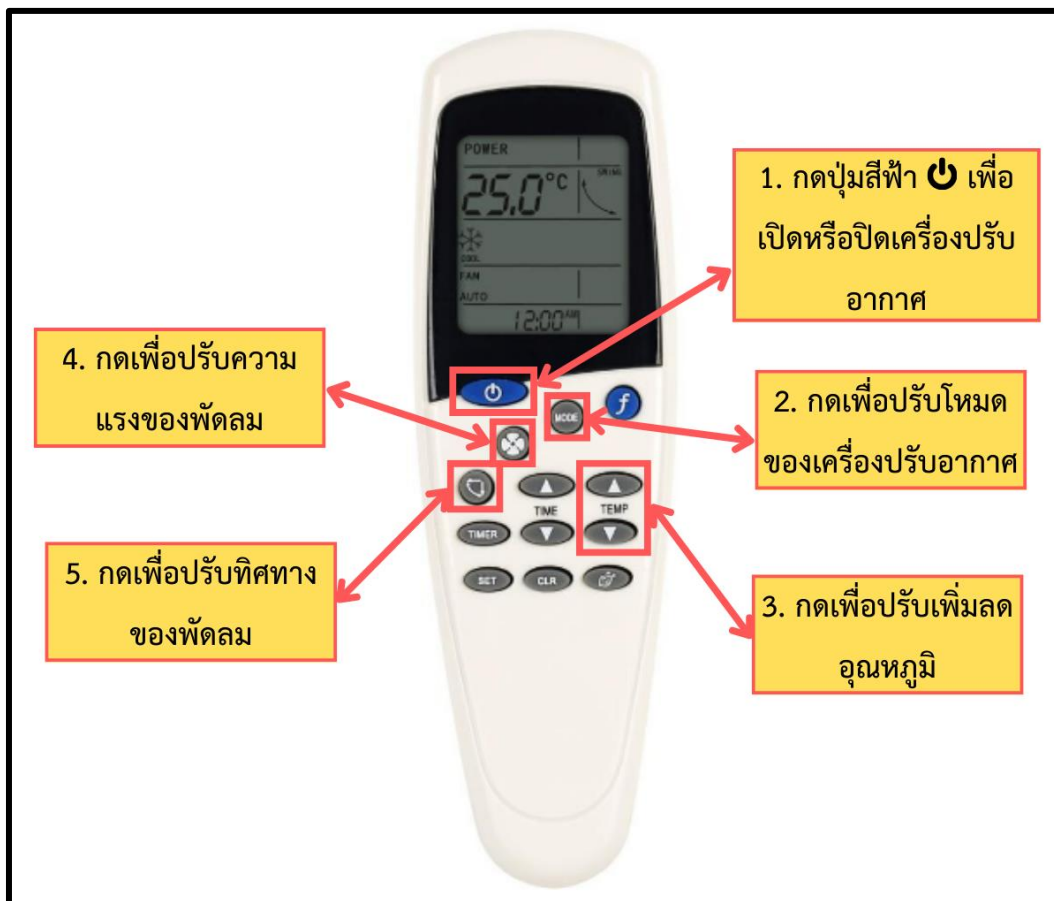 POWER
25.0°C
SWING
COOL
FAN
AUTO
12:00 AM
1. กดปุ่มสีฟ้า ⏻ เพื่อ
เปิดหรือปิดเครื่องปรับ
อากาศ
4. กดเพื่อปรับความ
แรงของพัดลม
MODE
f
2. กดเพื่อปรับโหมด
ของเครื่องปรับอากาศ
TIME
TEMP
TIMER
5. กดเพื่อปรับทิศทาง
ของพัดลม
SET
CLR
3. กดเพื่อปรับเพิ่มลด
อุณหภูมิ